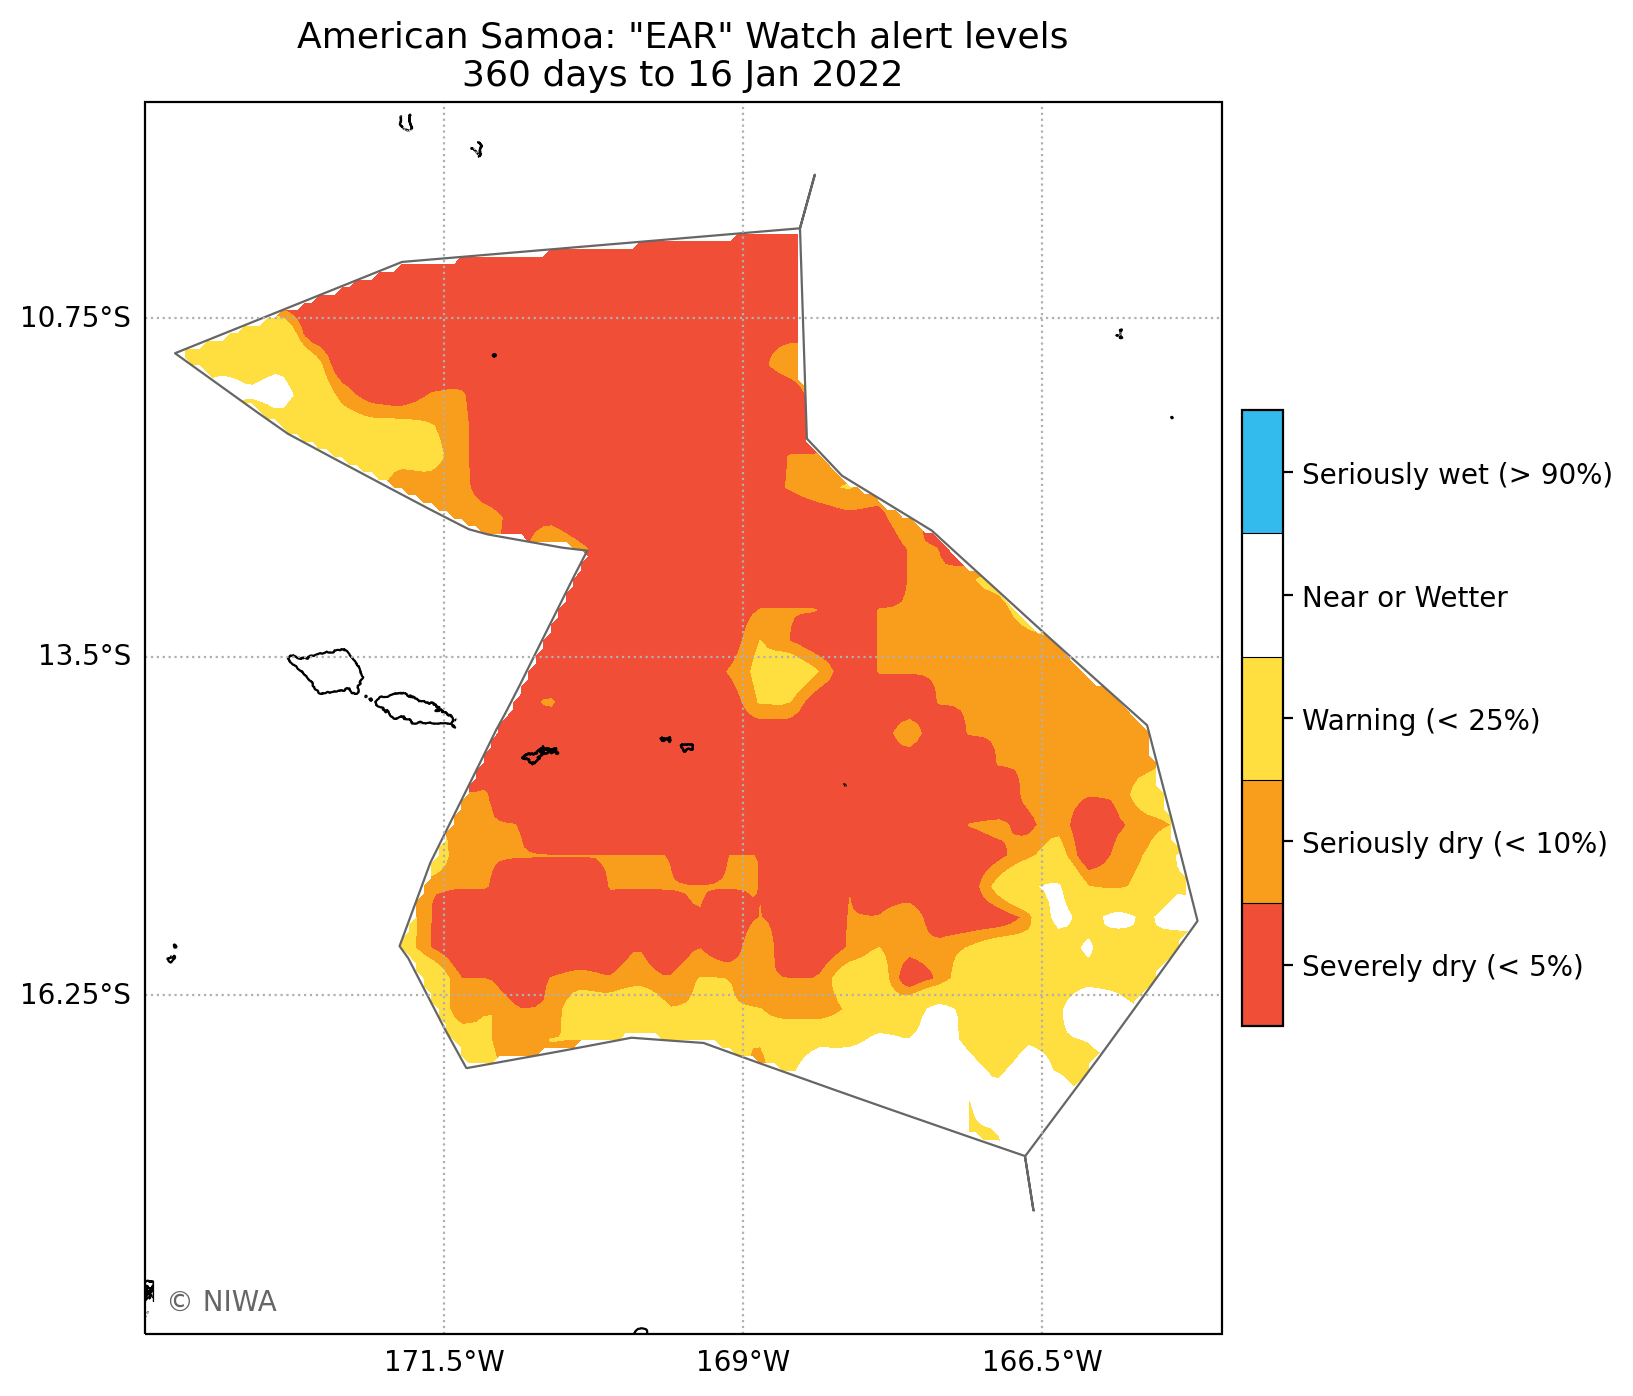 American Samoa: "EAR" Watch alert levels
360 days to 16 Jan 2022
10.75°S
13.5°S
16.25°S
171.5°W
169°W
166.5°W
Seriously wet (> 90%)
Near or Wetter
Warning (< 25%)
Seriously dry (< 10%)
Severely dry (< 5%)
© NIWA